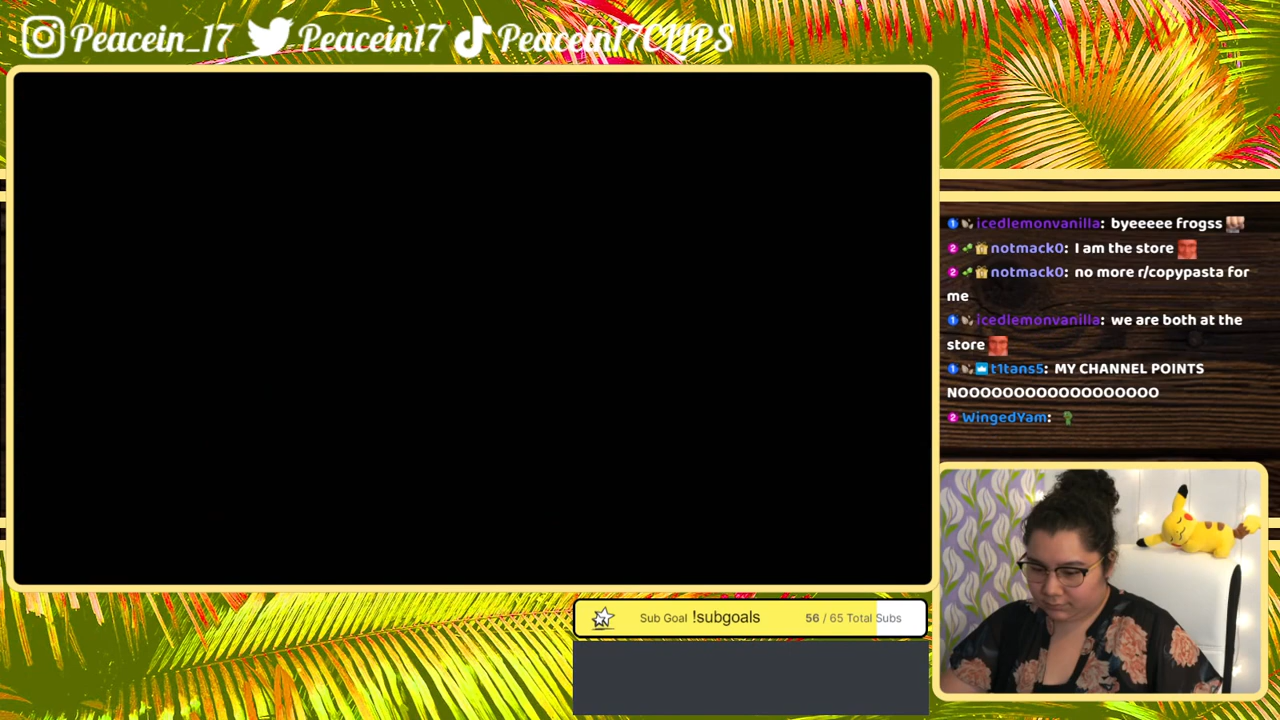 Peacein_17 Peacein17 Peacein17CLIPS
icedlemonvanilla: byeeeee frogss
notmack0: I am the store
notmack0: no more r/copypasta for
me
icedlemonvanilla: we are both at the
store
t1tans5: MY CHANNEL POINTS
NOOOOOOOOOOOOOOOOOO
WingedYam:
Sub Goal !subgoals 56 / 65 Total Subs